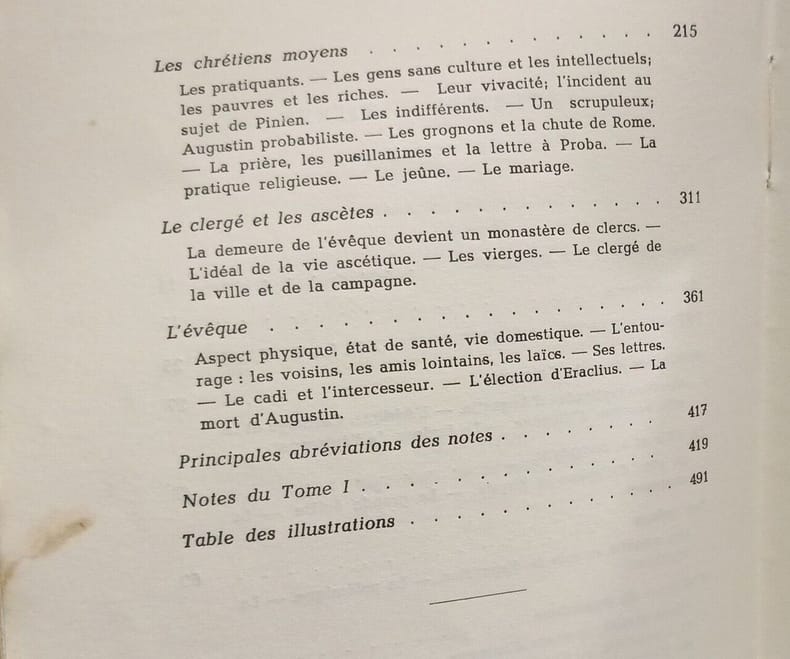 Les chrétiens moyens . . . . . . . . . . . . . 215
Les pratiquants. — Les gens sans culture et les intellectuels;
les pauvres et les riches. — Leur vivacité; l'incident au
sujet de Pinien. — Les indifférents. — Un scrupuleux;
Augustin probabiliste. — Les grognons et la chute de Rome.
— La prière, les pusillanimes et la lettre à Proba. — La
pratique religieuse. — Le jeûne. — Le mariage.
Le clergé et les ascètes . . . . . . . . . . . . 311
La demeure de l'évêque devient un monastère de clercs. —
L'idéal de la vie ascétique. — Les vierges. — Le clergé de
la ville et de la campagne.
L'évêque . . . . . . . . . . . . . . . . . 361
Aspect physique, état de santé, vie domestique. — L'entou-
rage : les voisins, les amis lointains, les laïcs. — Ses lettres.
— Le cadi et l'intercesseur. — L'élection d'Eraclius. — La
mort d'Augustin.
Principales abréviations des notes . . . . . . . 417
Notes du Tome I . . . . . . . . . . . . . 419
Table des illustrations . . . . . . . . . . . . 491